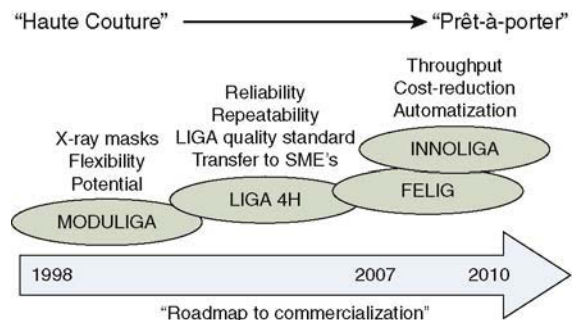 “Haute Couture” “Prêt-à-porter”
Throughput
Cost-reduction
Automatization
Reliability
Repeatability
LIGA quality standard
Transfer to SME's
X-ray masks
Flexibility
Potential
INNOLIGA
FELIG
LIGA 4H
MODULIGA
1998 2007 2010
"Roadmap to commercialization"